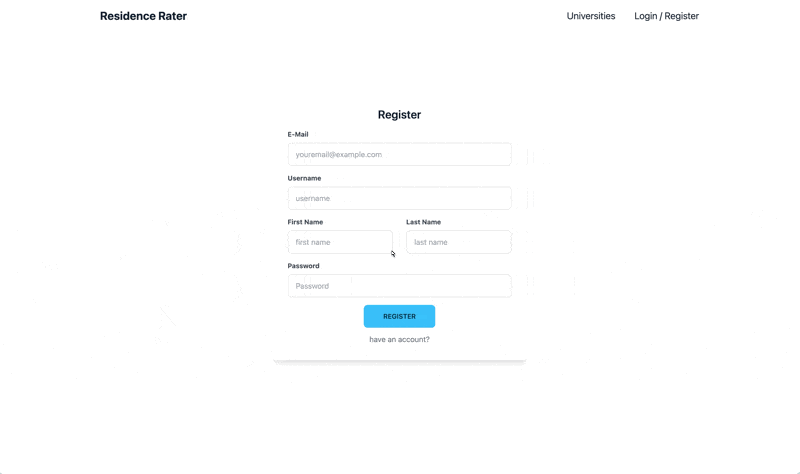 Residence Rater Universities Login / Register
Register
E-Mail
youremail@example.com
Username
username
First Name Last Name
first name last name
Password
Password
REGISTER
have an account?